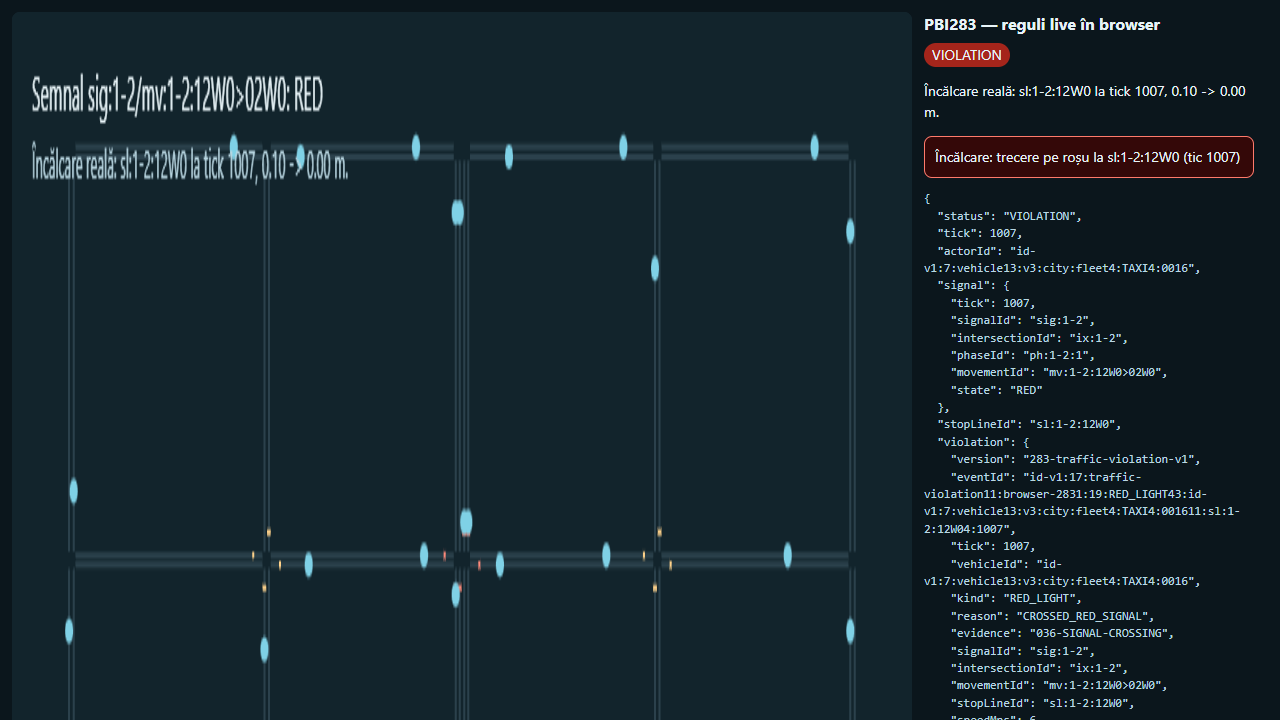 Semnal sig:1-2/mv:1-2:12W0>02W0: RED
Încălcare reală: sl:1-2:12W0 la tick 1007, 0.10 -> 0.00 m.
PBI283 — reguli live în browser
VIOLATION
Încălcare reală: sl:1-2:12W0 la tick 1007, 0.10 -> 0.00
m.
Încălcare: trecere pe roșu la sl:1-2:12W0 (tic 1007)
{
"status": "VIOLATION",
"tick": 1007,
"actorId": "id-
v1:7:vehicle13:v3:city:fleet4:TAXI4:0016",
"signal": {
"tick": 1007,
"signalId": "sig:1-2",
"intersectionId": "ix:1-2",
"phaseId": "ph:1-2:1",
"movementId": "mv:1-2:12W0>02W0",
"state": "RED"
},
"stopLineId": "sl:1-2:12W0",
"violation": {
"version": "283-traffic-violation-v1",
"eventId": "id-v1:17:traffic-
violation11:browser-2831:19:RED_LIGHT43:id-
v1:7:vehicle13:v3:city:fleet4:TAXI4:001611:sl:1-
2:12W04:1007",
"tick": 1007,
"vehicleId": "id-
v1:7:vehicle13:v3:city:fleet4:TAXI4:0016",
"kind": "RED_LIGHT",
"reason": "CROSSED_RED_SIGNAL",
"evidence": "036-SIGNAL-CROSSING",
"signalId": "sig:1-2",
"intersectionId": "ix:1-2",
"movementId": "mv:1-2:12W0>02W0",
"stopLineId": "sl:1-2:12W0",